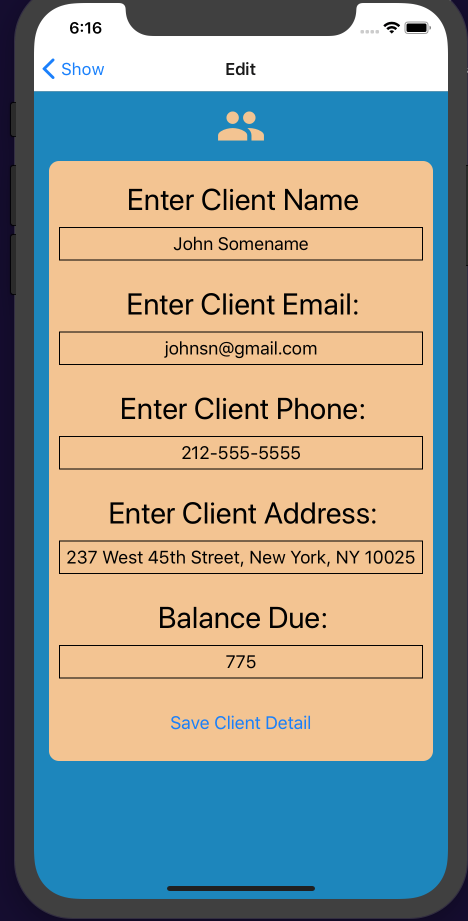 6:16
Show
Edit
Enter Client Name
John Somename
Enter Client Email:
johnsn@gmail.com
Enter Client Phone:
212-555-5555
Enter Client Address:
237 West 45th Street, New York, NY 10025
Balance Due:
775
Save Client Detail